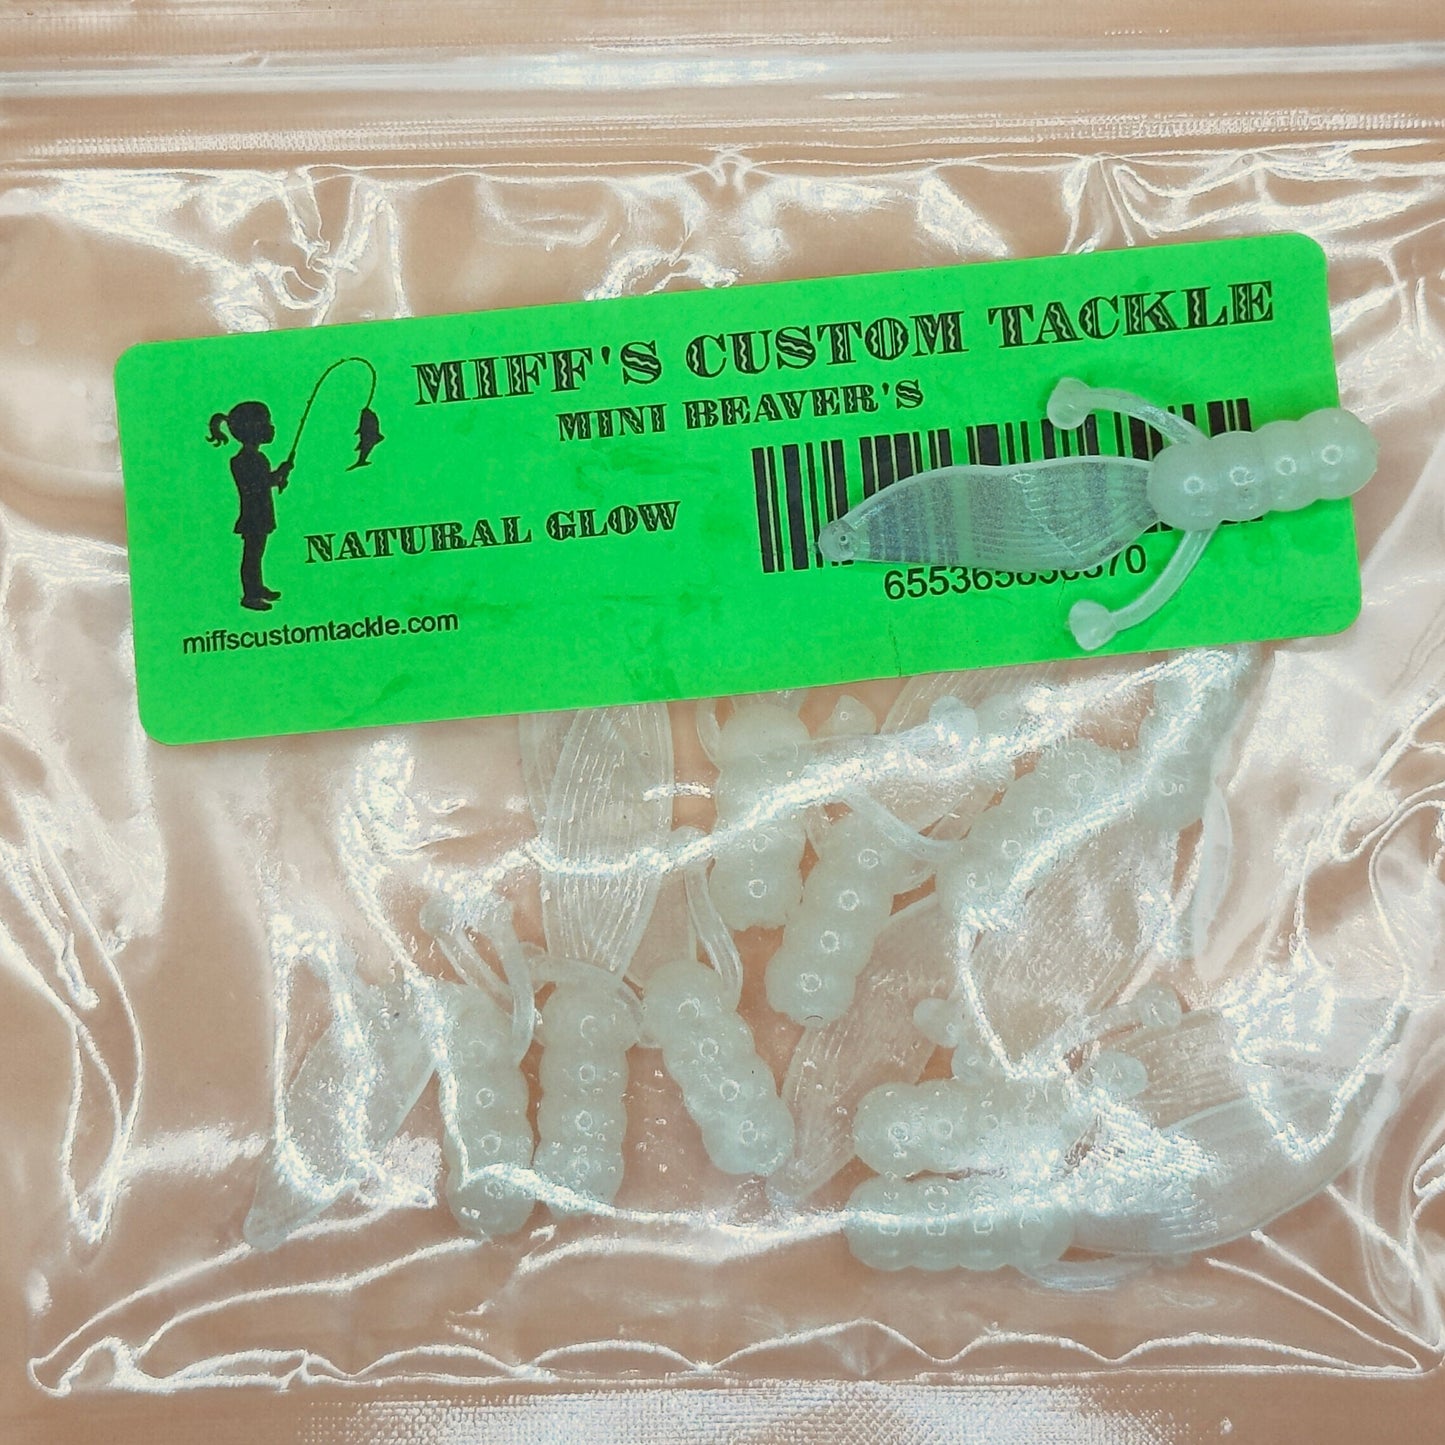 MIFF'S CUSTOM TACKLE
MINI BEAVER'S
NATURAL GLOW
miffscustomtackle.com